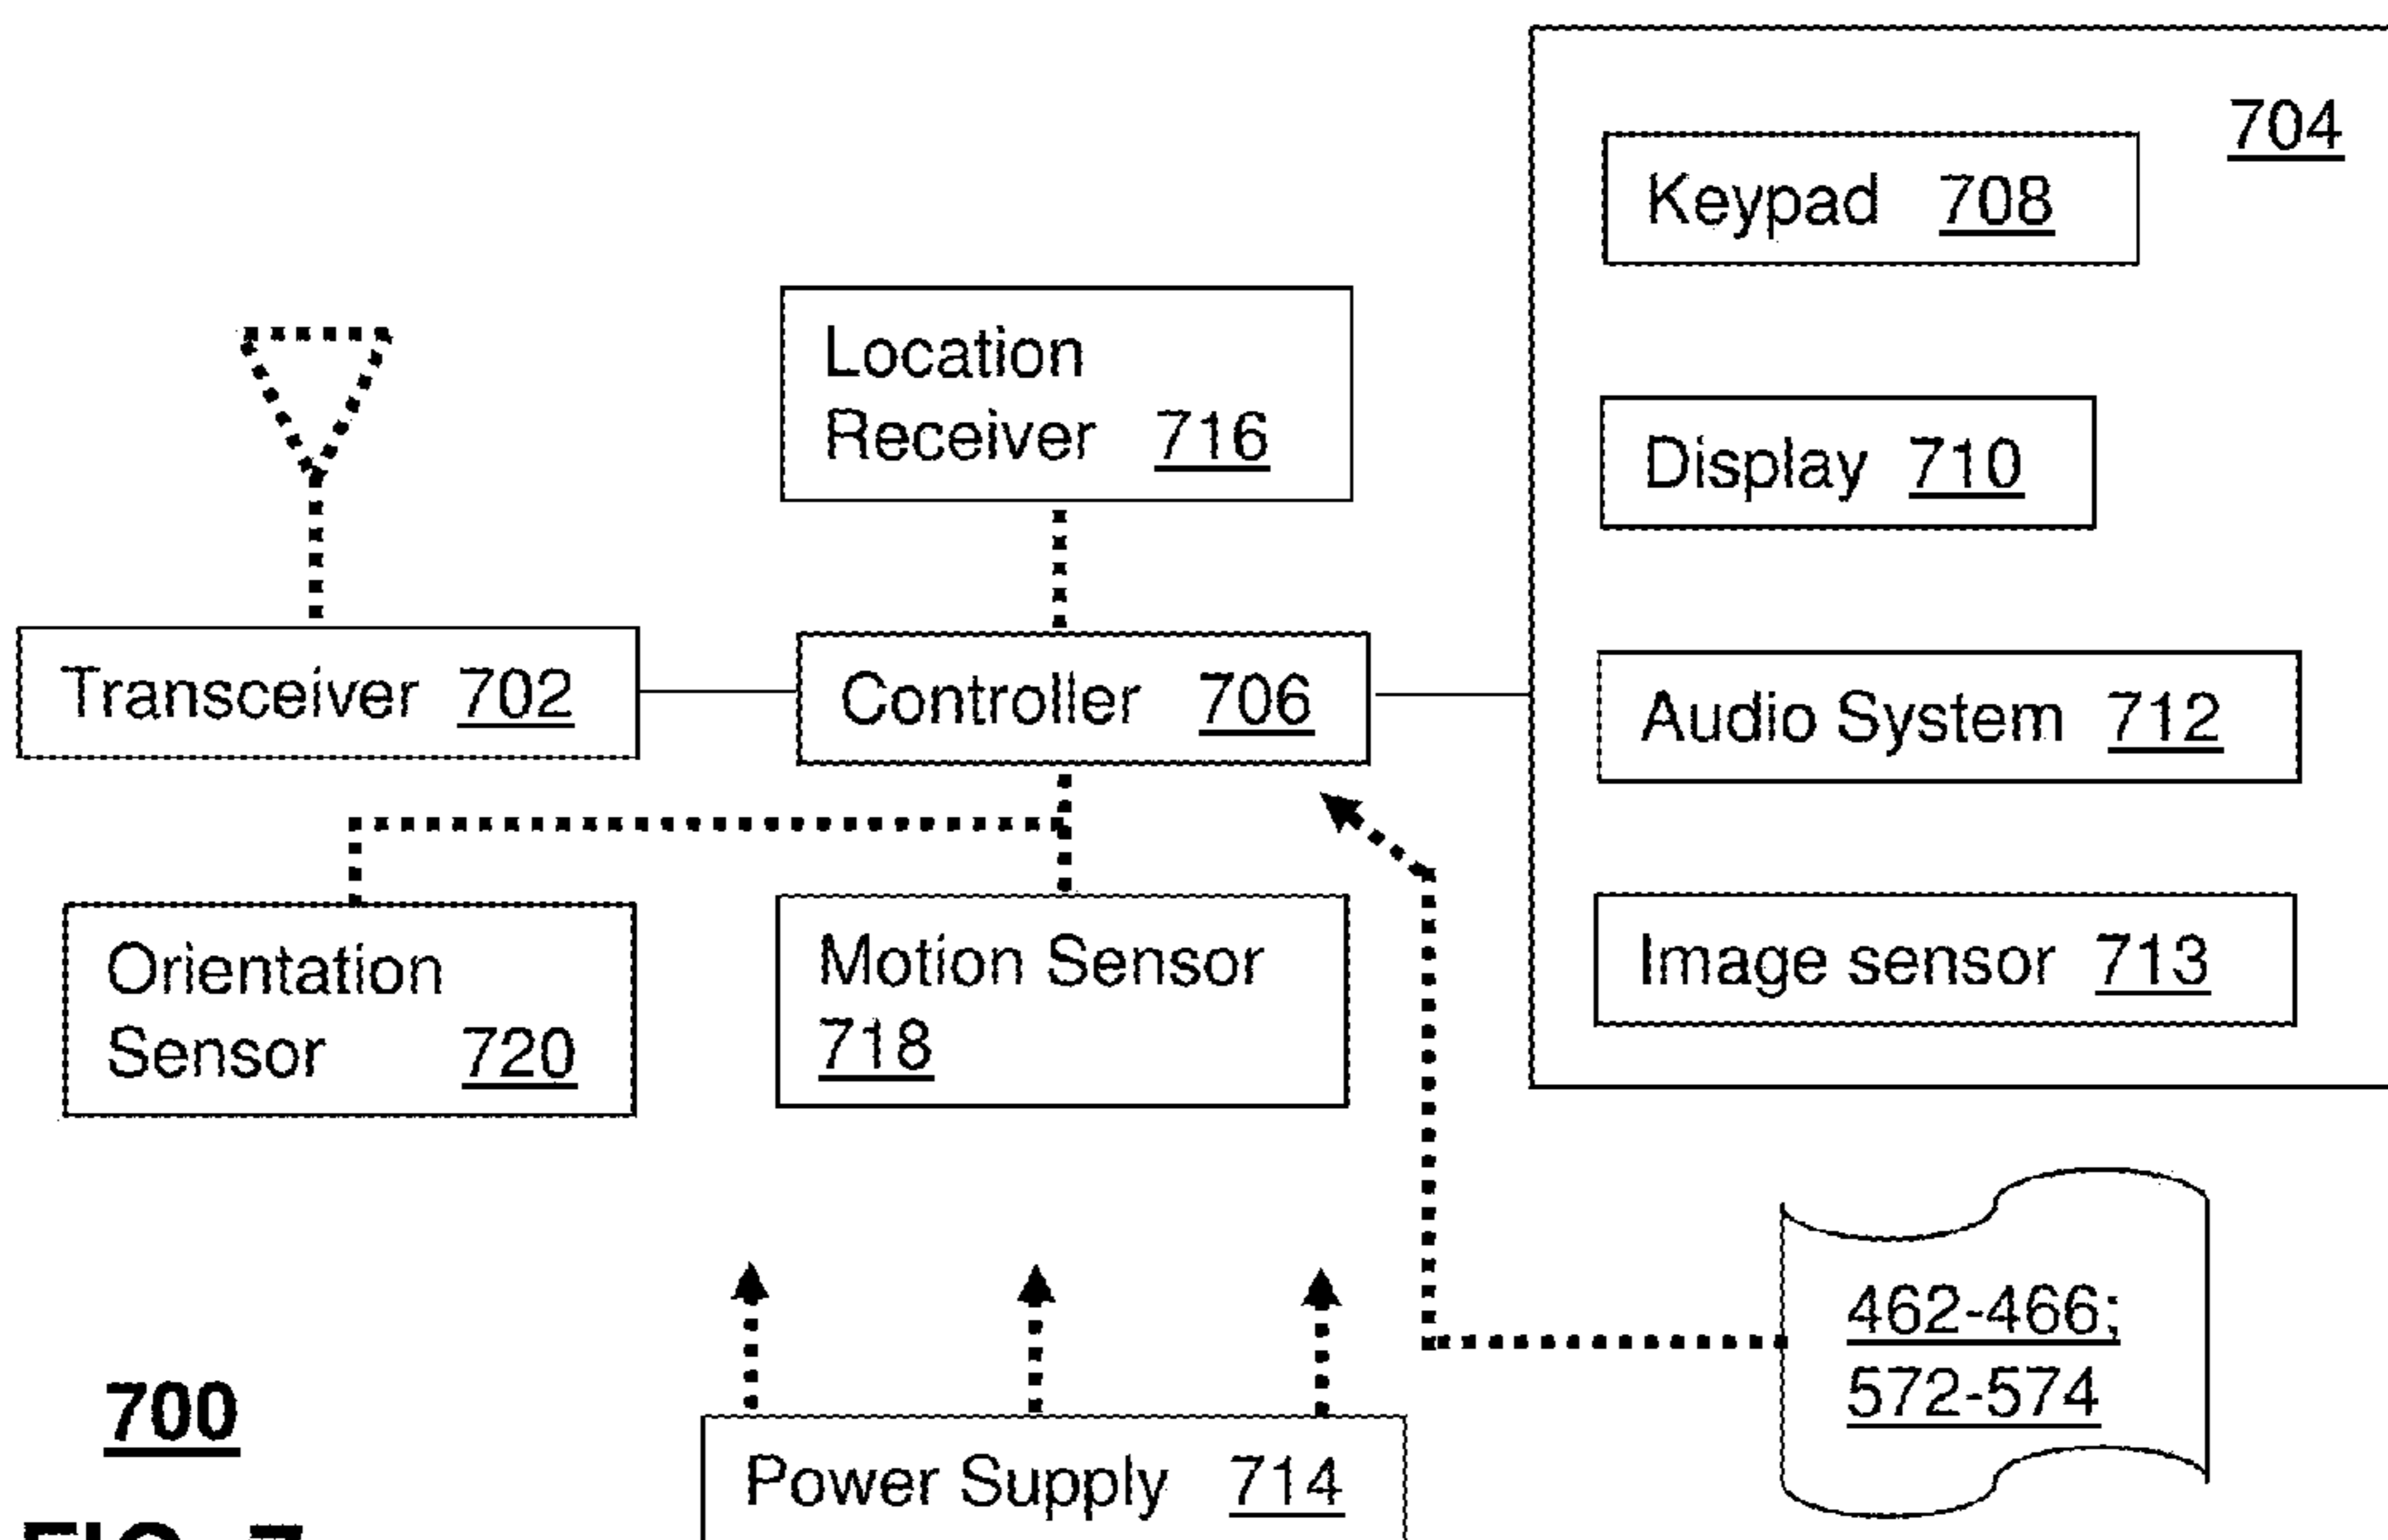 704
Keypad 708
Location
Receiver 716
Display 710
Transceiver 702
Controller 706
Audio System 712
Orientation
Sensor 720
Motion Sensor
718
Image sensor 713
462-466;
572-574
700
Power Supply 714